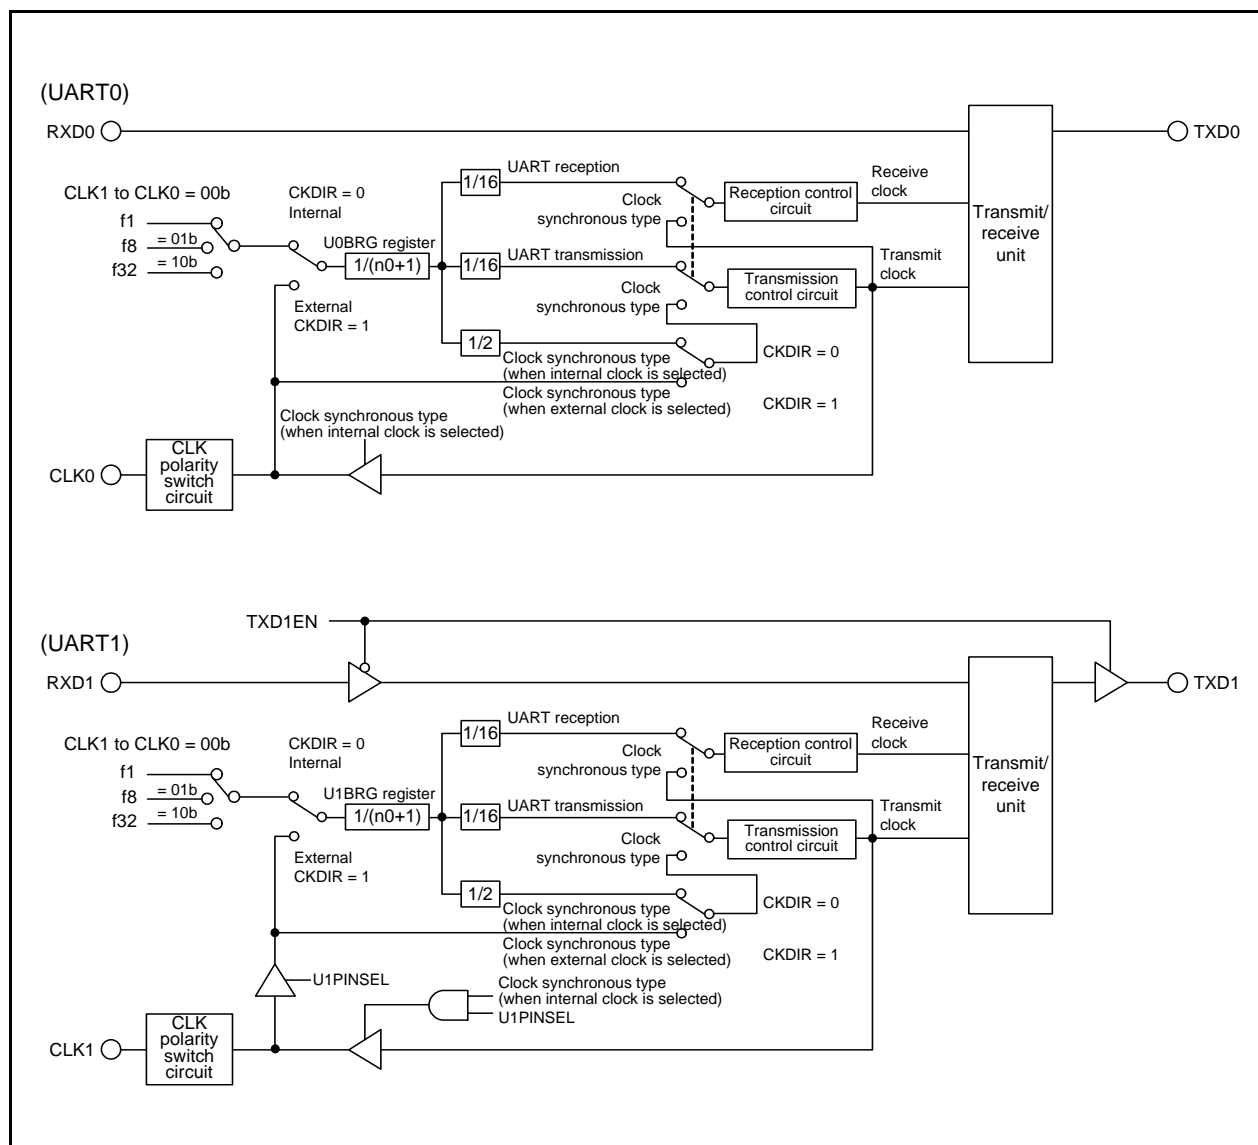 (UART0)
RXD0
TXD0
CLK1 to CLK0 = 00b
f1
f8
= 01b
f32
= 10b
CKDIR = 0
Internal
External
CKDIR = 1
U0BRG register
1/(n0+1)
1/16
UART reception
Clock
synchronous type
1/16
UART transmission
Clock
synchronous type
1/2
Clock synchronous type
(when internal clock is selected)
Clock synchronous type
(when external clock is selected)
CKDIR = 0
CKDIR = 1
Reception control
circuit
Receive
clock
Transmission
control circuit
Transmit
clock
Transmit/
receive
unit
Clock synchronous type
(when internal clock is selected)
CLK0
CLK
polarity
switch
circuit
TXD1EN
(UART1)
RXD1
TXD1
CLK1 to CLK0 = 00b
f1
f8
= 01b
f32
= 10b
CKDIR = 0
Internal
External
CKDIR = 1
U1BRG register
1/(n0+1)
1/16
UART reception
Clock
synchronous type
1/16
UART transmission
Clock
synchronous type
1/2
Clock synchronous type
(when internal clock is selected)
Clock synchronous type
(when external clock is selected)
CKDIR = 0
CKDIR = 1
Reception control
circuit
Receive
clock
Transmission
control circuit
Transmit
clock
Transmit/
receive
unit
U1PINSEL
Clock synchronous type
(when internal clock is selected)
U1PINSEL
CLK1
CLK
polarity
switch
circuit